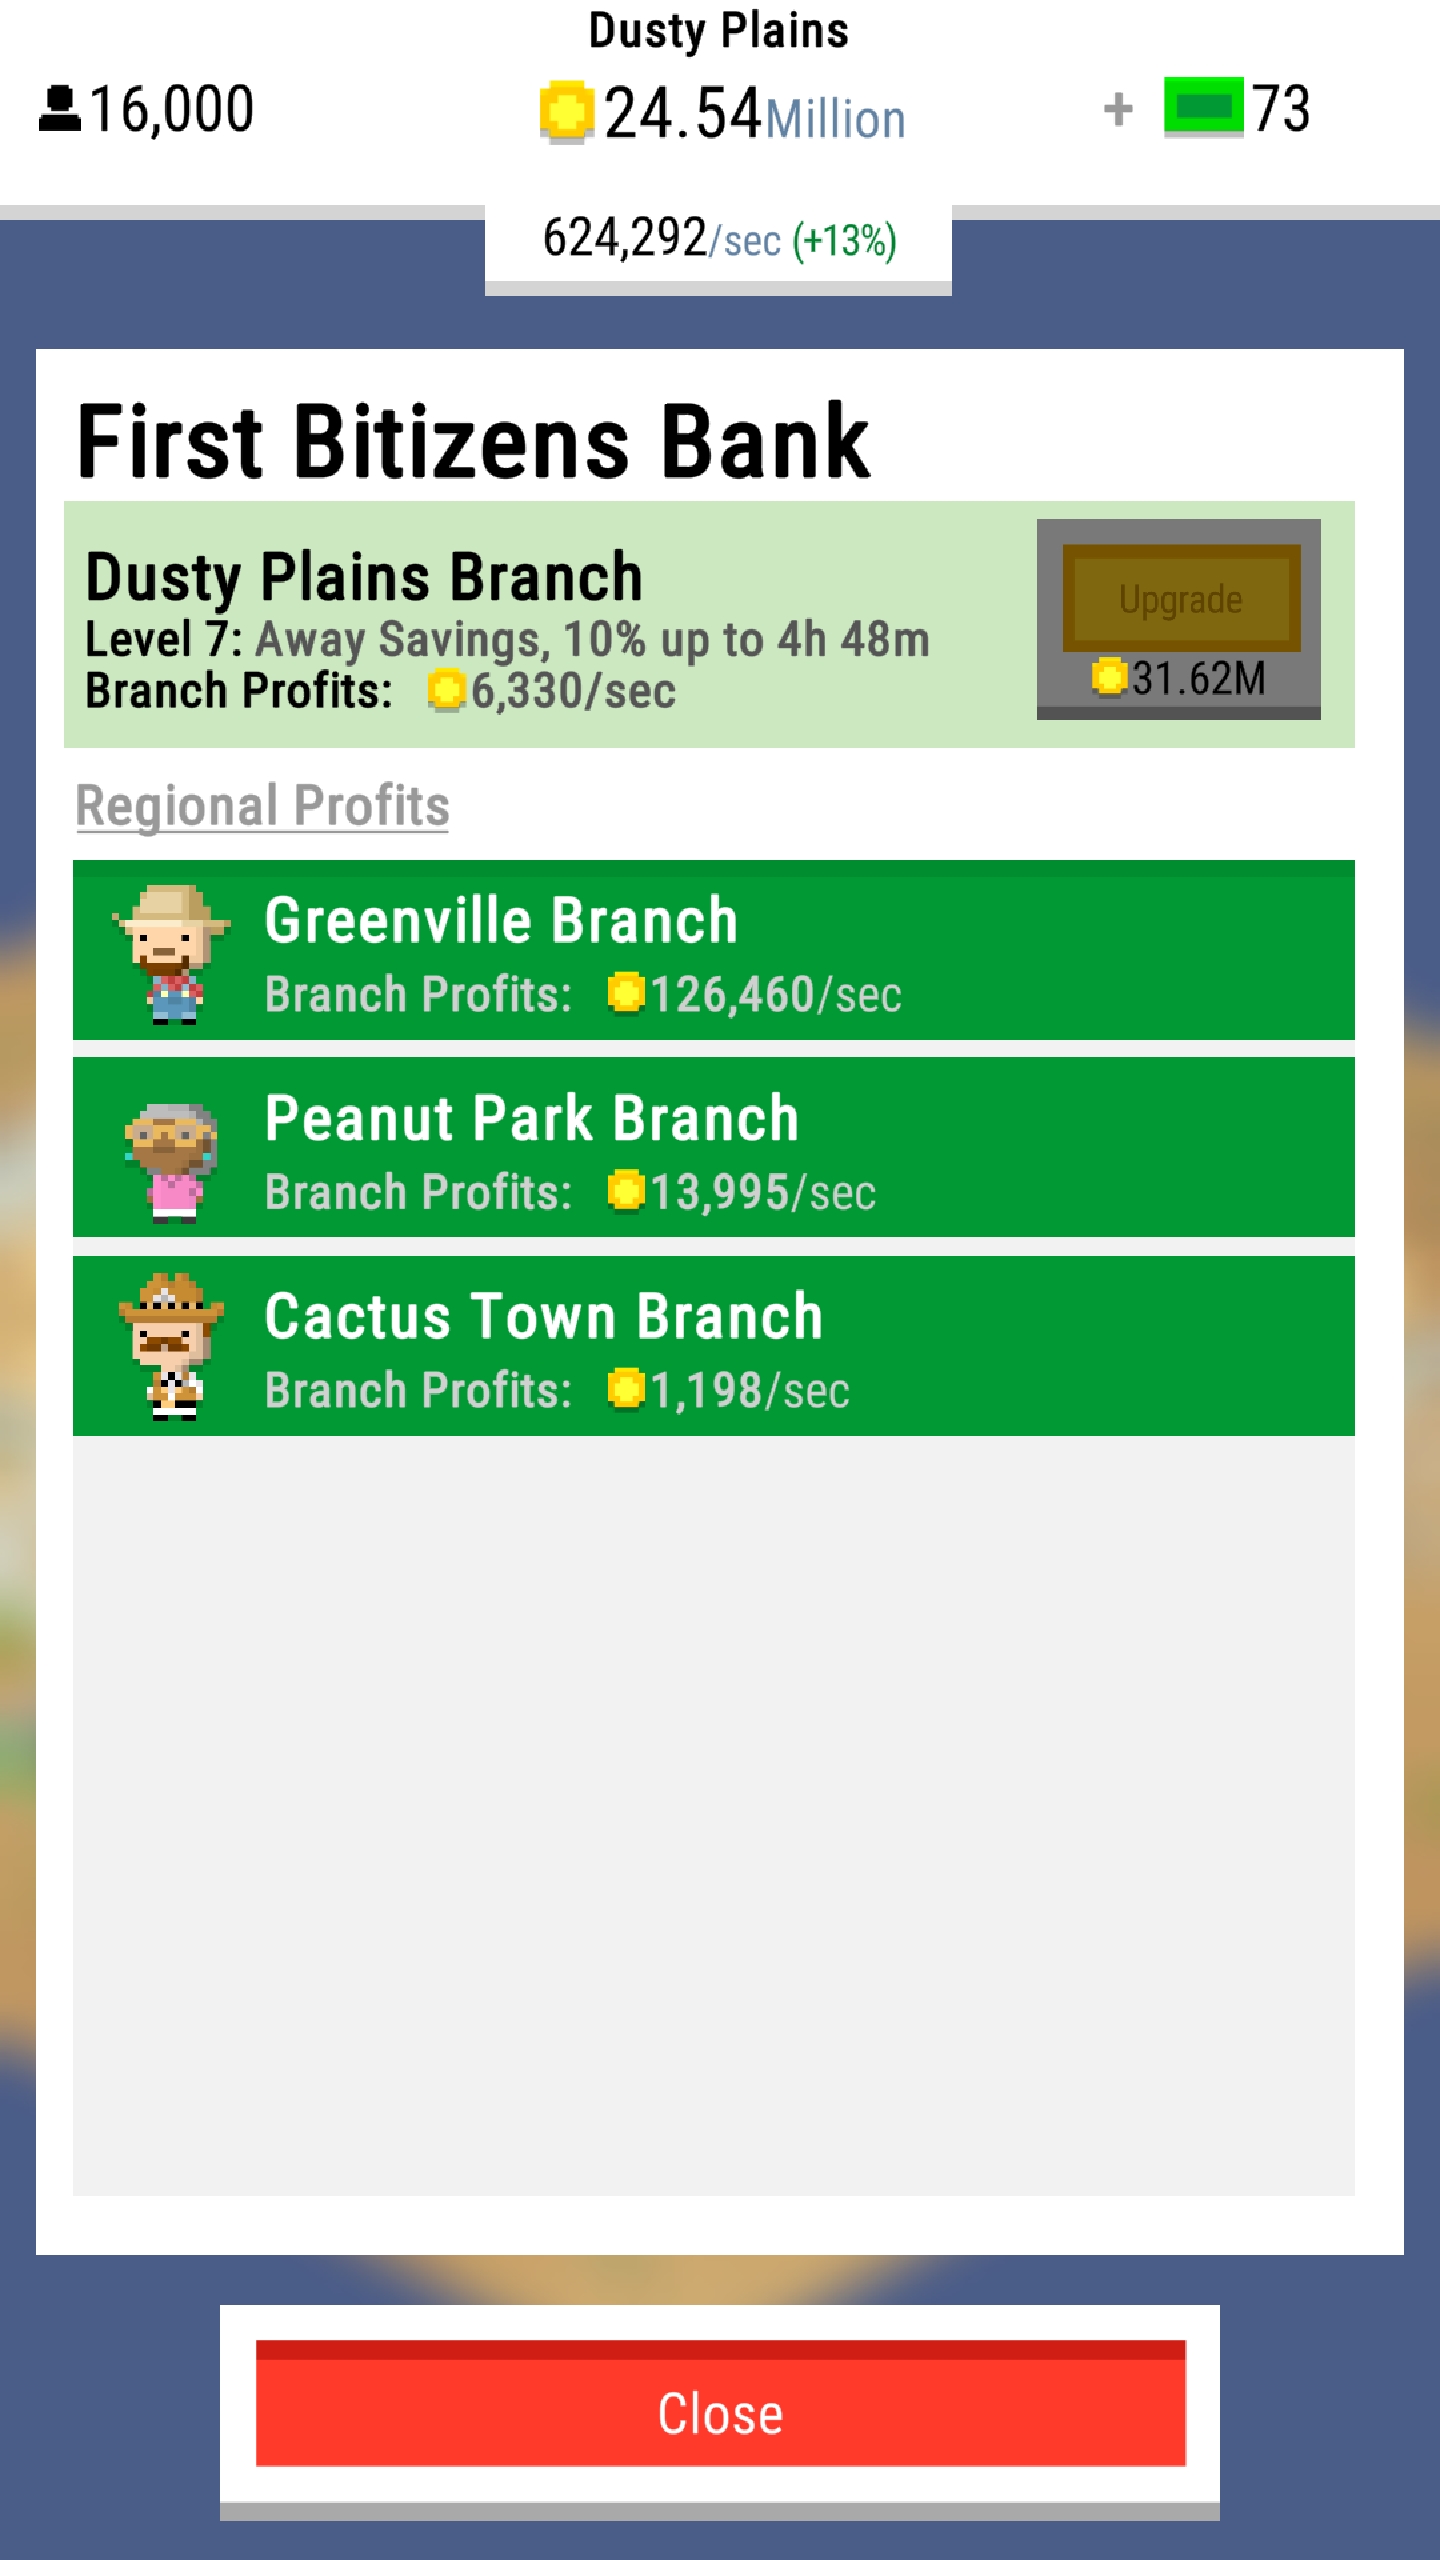 Dusty Plains
16,000
24.54Million
+ 73
624,292/sec (+13%)
First Bitizens Bank
Dusty Plains Branch
Level 7: Away Savings, 10% up to 4h 48m
Branch Profits: 6,330/sec
Upgrade
31.62M
Regional Profits
Greenville Branch
Branch Profits: 126,460/sec
Peanut Park Branch
Branch Profits: 13,995/sec
Cactus Town Branch
Branch Profits: 1,198/sec
Close